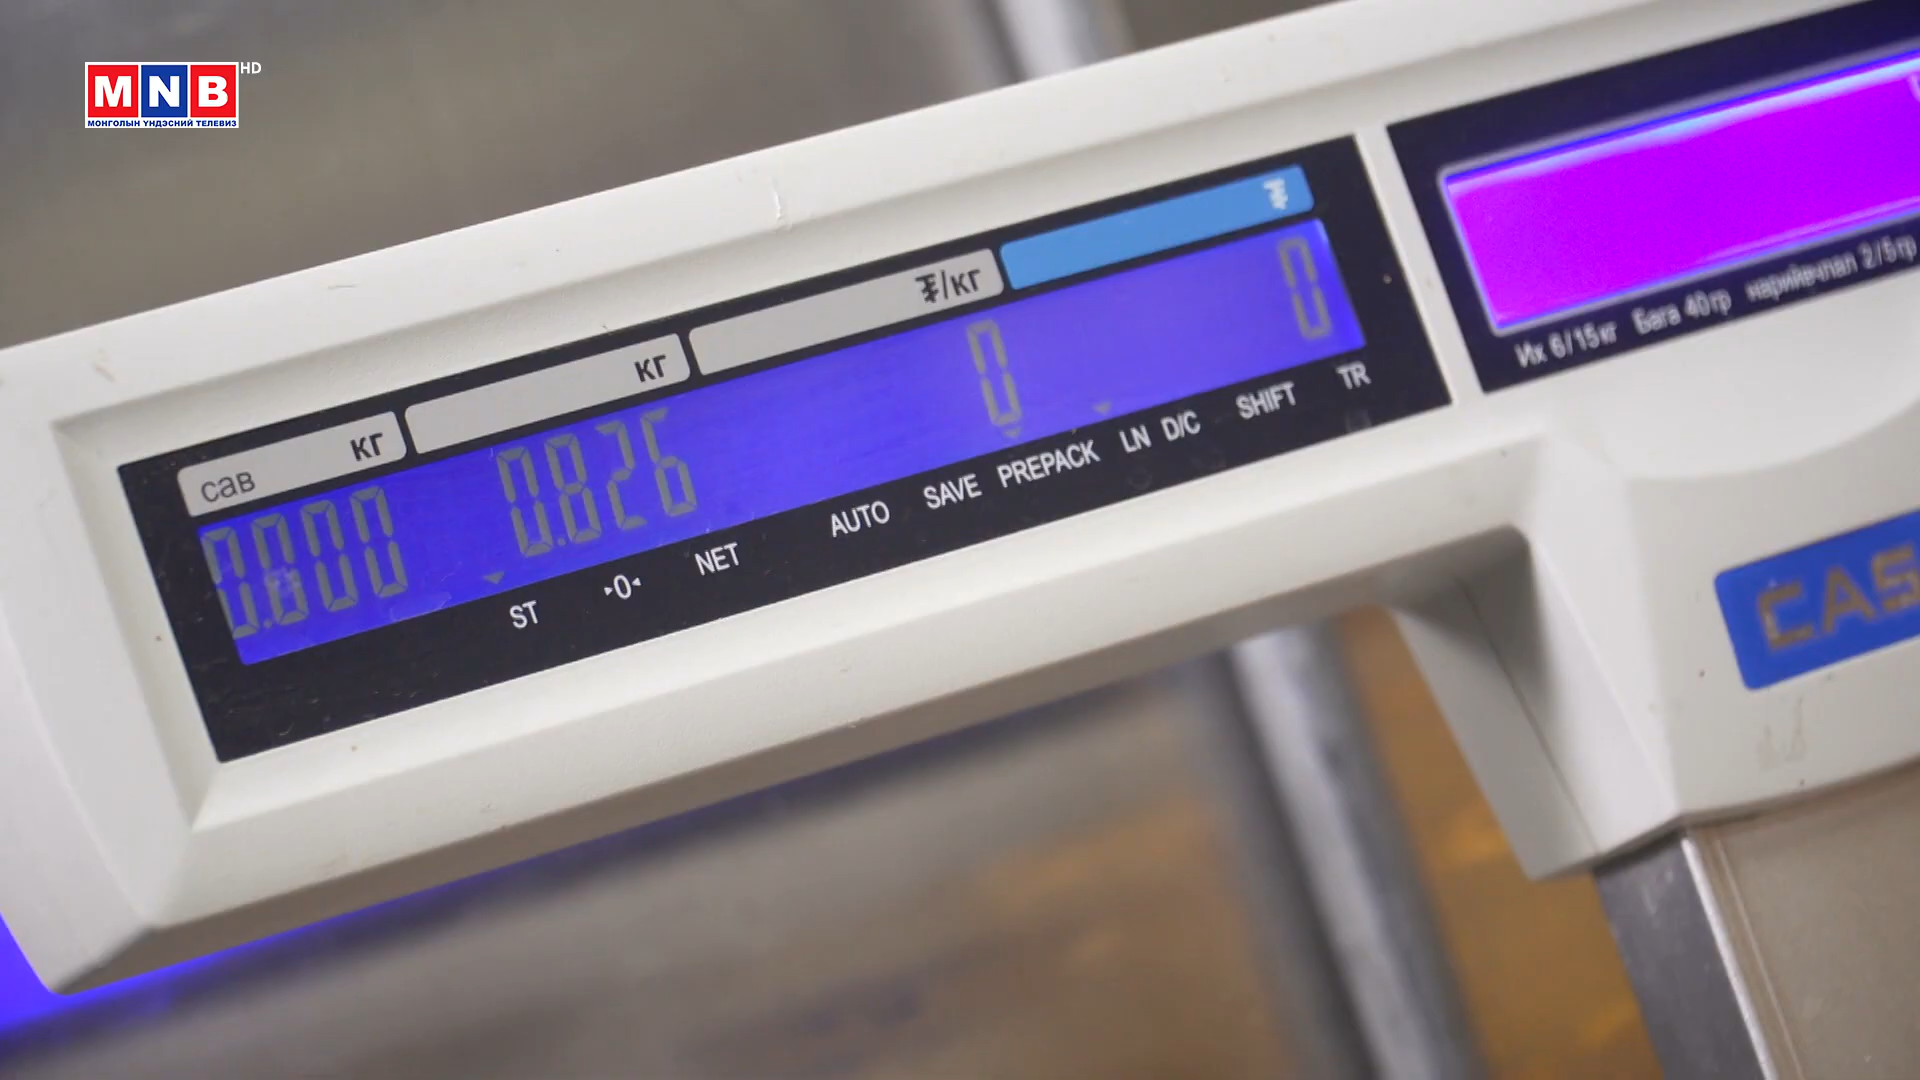 MNB HD
МОНГОЛЫН ҮНДЭСНИЙ ТЕЛЕВИЗ
сав кг
кг
₮/кг
₮
0.000 0.826 0 0
ST ▸0◂ NET AUTO SAVE PREPACK LN D/C SHIFT TR
Их 6/15кг Бага 40гр нарийвчлал 2/5гр
CAS